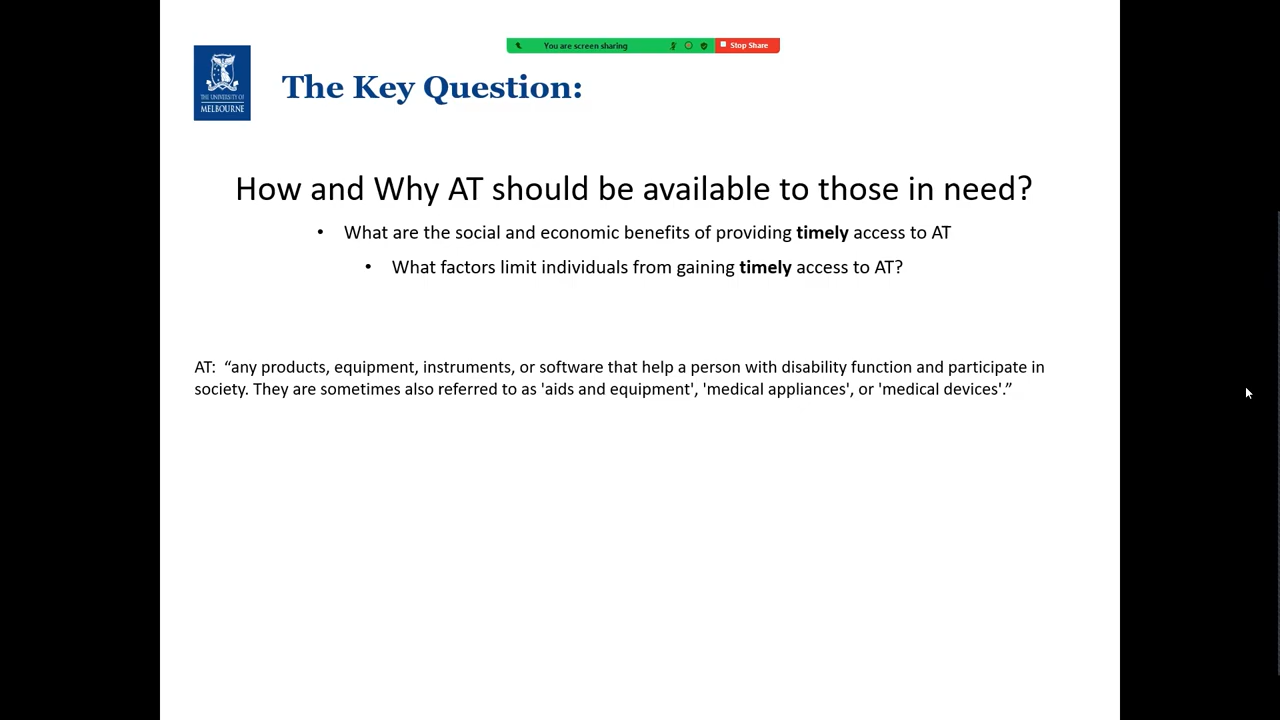 You are screen sharing
Stop Share
THE UNIVERSITY OF
MELBOURNE
The Key Question:
How and Why AT should be available to those in need?
• What are the social and economic benefits of providing timely access to AT
• What factors limit individuals from gaining timely access to AT?
AT: “any products, equipment, instruments, or software that help a person with disability function and participate in
society. They are sometimes also referred to as 'aids and equipment', 'medical appliances', or 'medical devices'.”